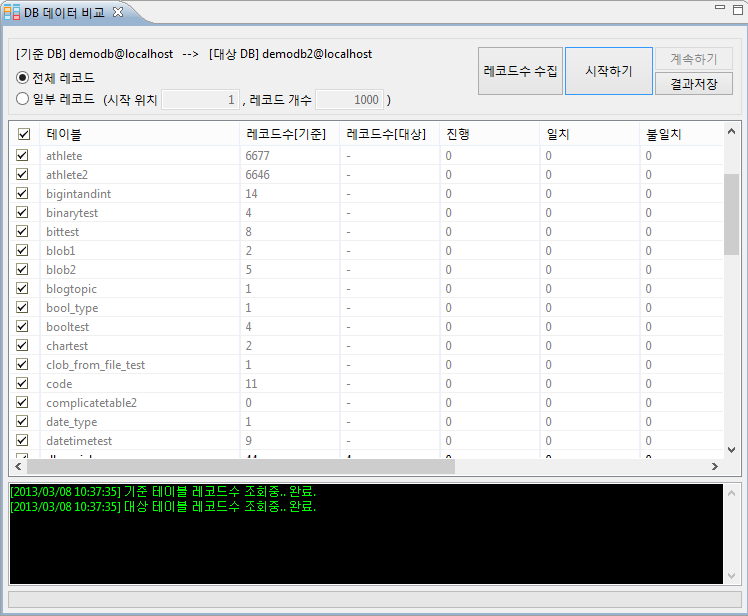 DB 데이터 비교
[기준 DB] demodb@localhost --> [대상 DB] demodb2@localhost
전체 레코드
일부 레코드 (시작 위치 1 , 레코드 개수 1000 )
레코드수 수집
시작하기
계속하기
결과저장
테이블 레코드수[기준] 레코드수[대상] 진행 일치 불일치
athlete 6677 - 0 0 0
athlete2 6646 - 0 0 0
bigintandint 14 - 0 0 0
binarytest 4 - 0 0 0
bittest 8 - 0 0 0
blob1 2 - 0 0 0
blob2 5 - 0 0 0
blogtopic 1 - 0 0 0
bool_type 1 - 0 0 0
booltest 4 - 0 0 0
chartest 2 - 0 0 0
clob_from_file_test 1 - 0 0 0
code 11 - 0 0 0
complicatetable2 0 - 0 0 0
date_type 1 - 0 0 0
datetimetest 9 - 0 0 0
[2013/03/08 10:37:35] 기준 테이블 레코드수 조회중.. 완료.
[2013/03/08 10:37:35] 대상 테이블 레코드수 조회중.. 완료.